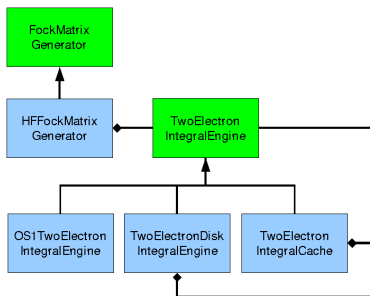 FockMatrix
Generator
HFFockMatrix
Generator
TwoElectron
IntegralEngine
OS1TwoElectron
IntegralEngine
TwoElectronDisk
IntegralEngine
TwoElectron
IntegralCache